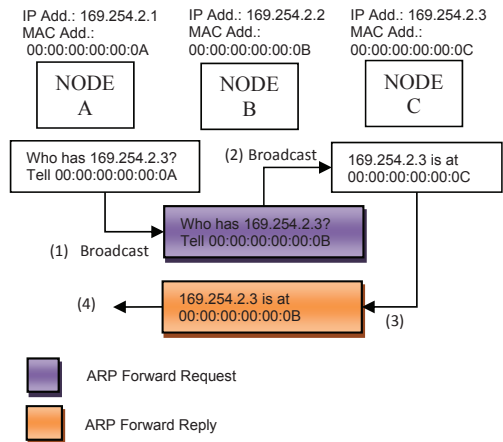 IP Add.: 169.254.2.1
MAC Add.:
00:00:00:00:00:0A
IP Add.: 169.254.2.2
MAC Add.:
00:00:00:00:00:0B
IP Add.: 169.254.2.3
MAC Add.:
00:00:00:00:00:0C
NODE
A
NODE
B
NODE
C
Who has 169.254.2.3?
Tell 00:00:00:00:00:0A
(2) Broadcast
169.254.2.3 is at
00:00:00:00:00:0C
(1) Broadcast
Who has 169.254.2.3?
Tell 00:00:00:00:00:0B
(4)
169.254.2.3 is at
00:00:00:00:00:0B
(3)
ARP Forward Request
ARP Forward Reply